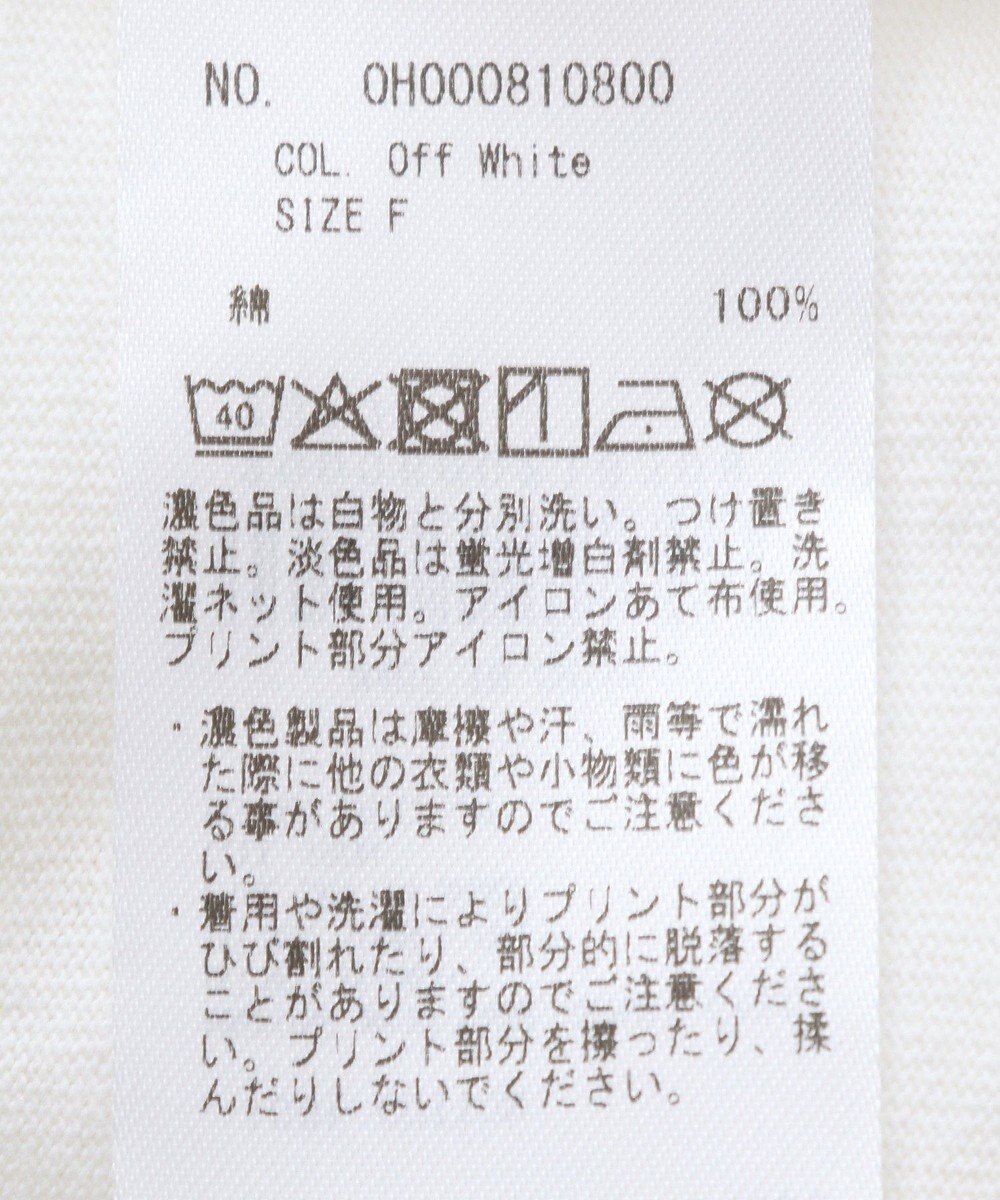 NO. OH000810800
COL. Off White
SIZE F
綿 100%
40
濃色品は白物と分別洗い。つけ置き
禁止。淡色品は蛍光増白剤禁止。洗
濯ネット使用。アイロンあて布使用。
プリント部分アイロン禁止。
・濃色製品は摩擦や汗、雨等で濡れ
た際に他の衣類や小物類に色が移
る事がありますのでご注意くださ
い。
・着用や洗濯によりプリント部分が
ひび割れたり、部分的に脱落する
ことがありますのでご注意くださ
い。プリント部分を擦ったり、揉
んだりしないでください。